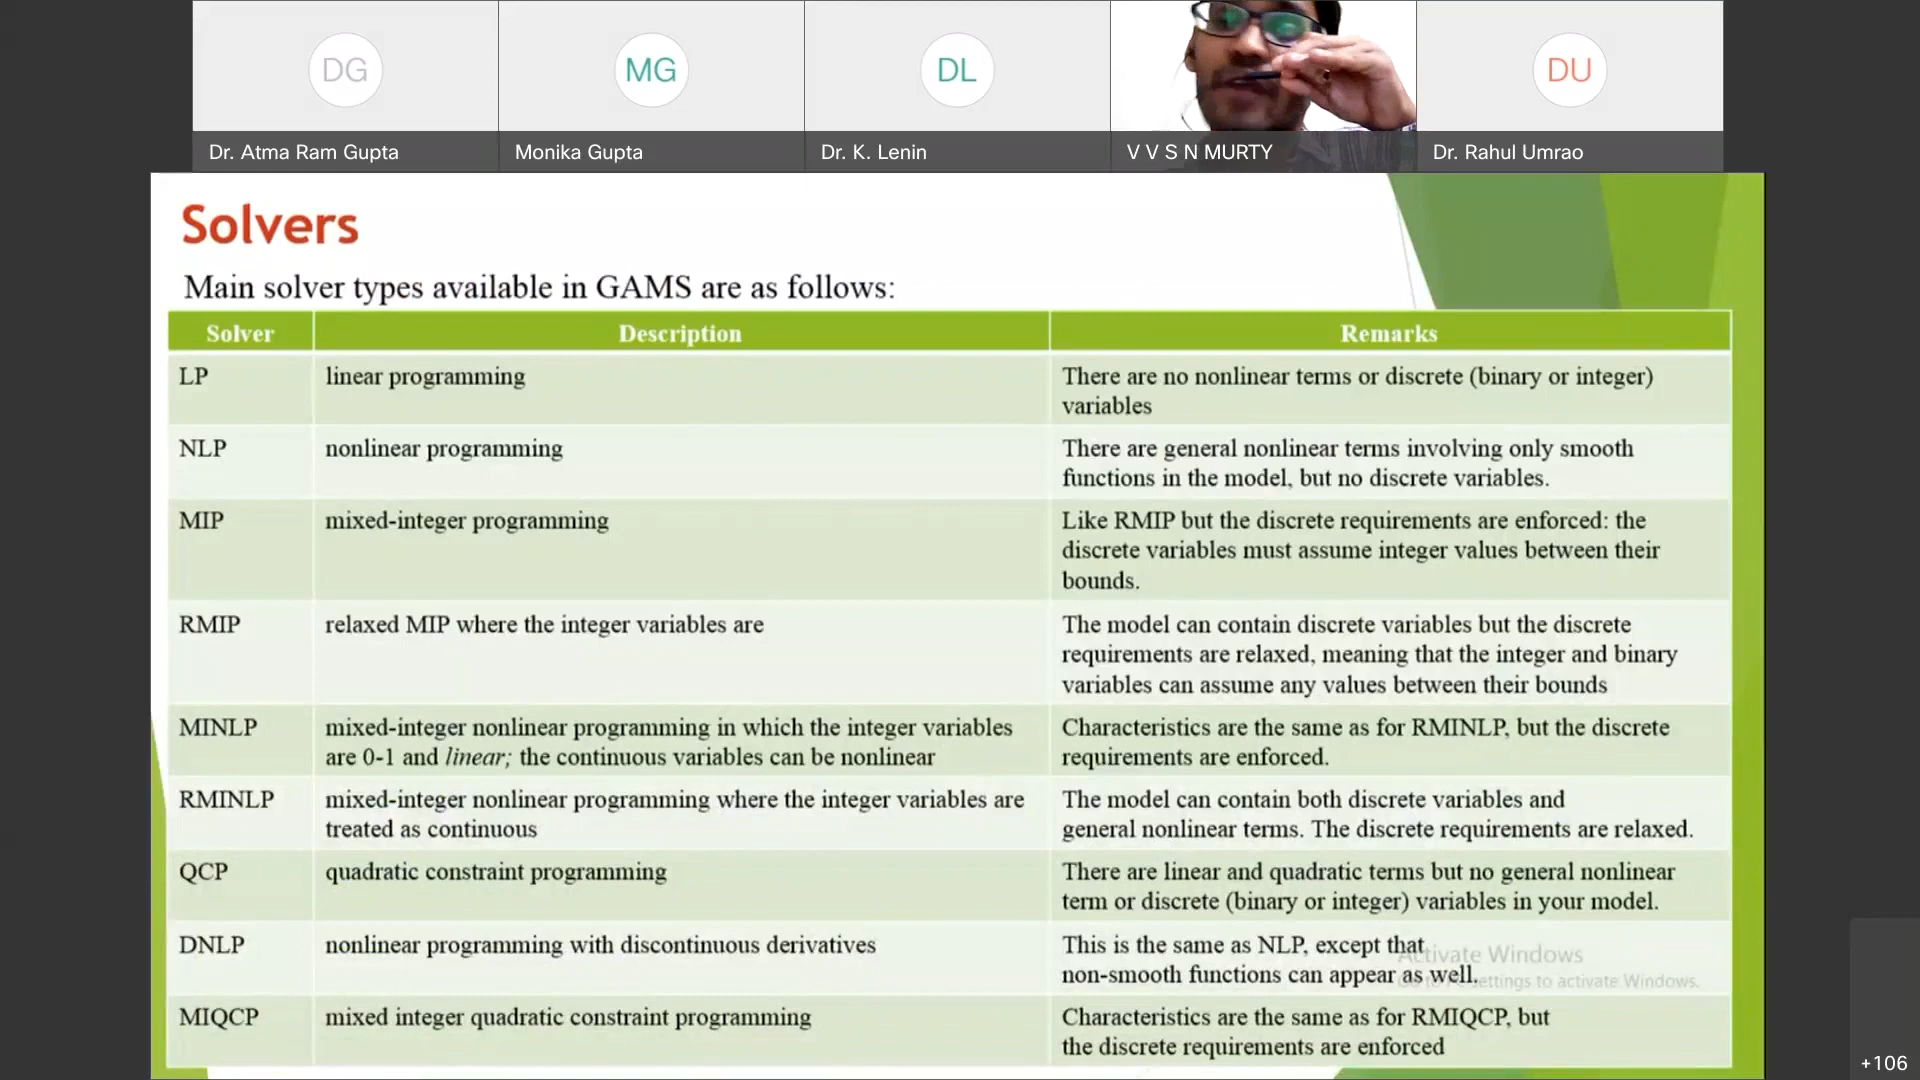 DG
MG
DL
DU
Dr. Atma Ram Gupta
Monika Gupta
Dr. K. Lenin
V V S N MURTY
Dr. Rahul Umrao
Solvers
Main solver types available in GAMS are as follows:
Solver
Description
Remarks
LP
linear programming
There are no nonlinear terms or discrete (binary or integer)
variables
NLP
nonlinear programming
There are general nonlinear terms involving only smooth
functions in the model, but no discrete variables.
MIP
mixed-integer programming
Like RMIP but the discrete requirements are enforced: the
discrete variables must assume integer values between their
bounds.
RMIP
relaxed MIP where the integer variables are
The model can contain discrete variables but the discrete
requirements are relaxed, meaning that the integer and binary
variables can assume any values between their bounds
MINLP
mixed-integer nonlinear programming in which the integer variables
are 0-1 and linear; the continuous variables can be nonlinear
Characteristics are the same as for RMINLP, but the discrete
requirements are enforced.
RMINLP
mixed-integer nonlinear programming where the integer variables are
treated as continuous
The model can contain both discrete variables and
general nonlinear terms. The discrete requirements are relaxed.
QCP
quadratic constraint programming
There are linear and quadratic terms but no general nonlinear
term or discrete (binary or integer) variables in your model.
DNLP
nonlinear programming with discontinuous derivatives
This is the same as NLP, except that
non-smooth functions can appear as well.
Activate Windows
Go to PC settings to activate Windows.
MIQCP
mixed integer quadratic constraint programming
Characteristics are the same as for RMIQCP, but
the discrete requirements are enforced
+106